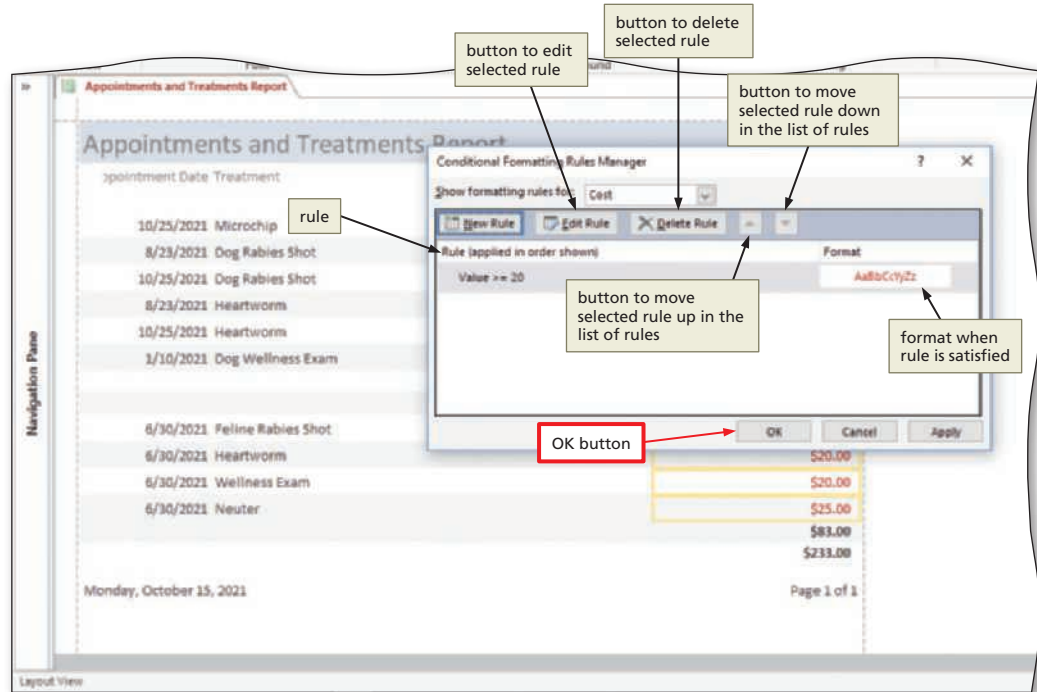 button to delete
selected rule
button to edit
selected rule
button to move
selected rule down
in the list of rules
Appointments and Treatments Report
Appointments and Treatments Report
ppointment Date Treatment
10/25/2021 Microchip
8/23/2021 Dog Rabies Shot
10/25/2021 Dog Rabies Shot
8/23/2021 Heartworm
10/25/2021 Heartworm
1/10/2021 Dog Wellness Exam
6/30/2021 Feline Rabies Shot
6/30/2021 Heartworm $20.00
6/30/2021 Wellness Exam $20.00
6/30/2021 Neuter $25.00
$83.00
$233.00
Monday, October 15, 2021 Page 1 of 1
Navigation Pane
Layout View
rule
Conditional Formatting Rules Manager ? X
Show formatting rules for: Cost
New Rule Edit Rule Delete Rule
Rule (applied in order shown) Format
Value >= 20 AaBbCcYyZz
button to move
selected rule up in the
list of rules
format when
rule is satisfied
OK button
OK Cancel Apply